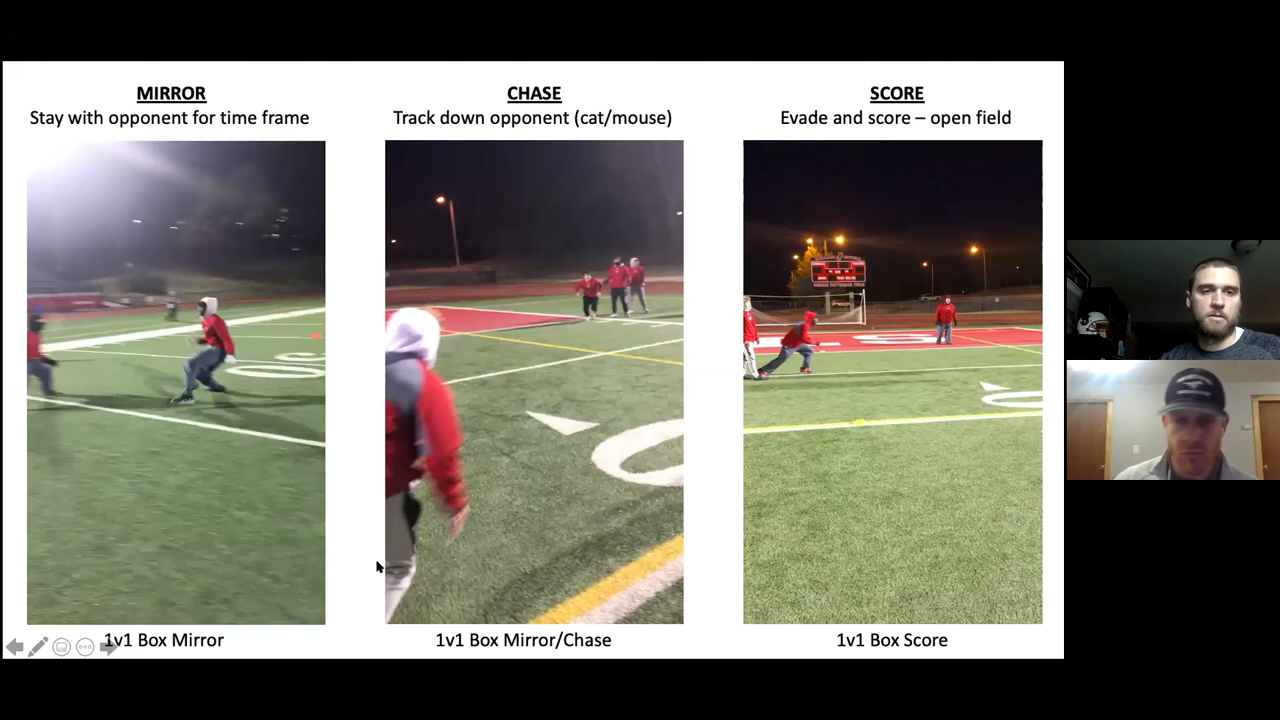 MIRROR
Stay with opponent for time frame
1v1 Box Mirror
CHASE
Track down opponent (cat/mouse)
1v1 Box Mirror/Chase
SCORE
Evade and score – open field
1v1 Box Score